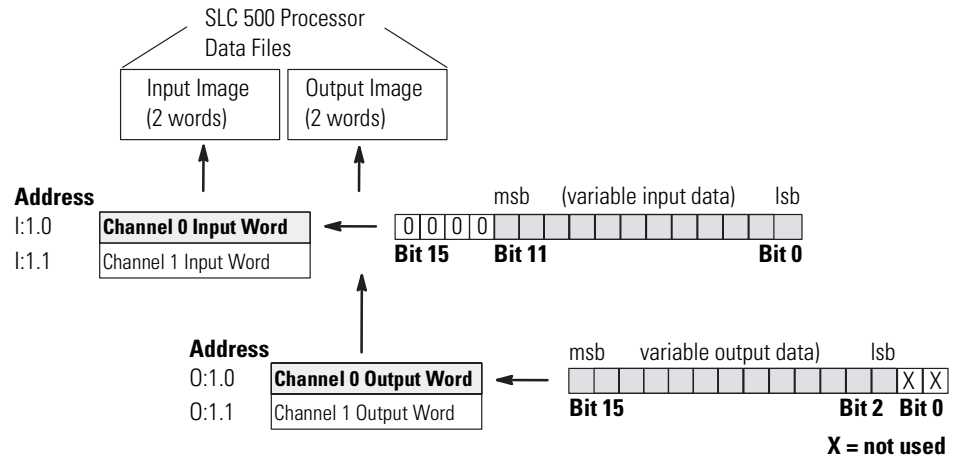 SLC 500 Processor
Data Files
Input Image
(2 words)
Output Image
(2 words)
Address
msb (variable input data) lsb
I:1.0 Channel 0 Input Word 0 0 0 0
Bit 15 Bit 11 Bit 0
I:1.1 Channel 1 Input Word
Address
msb variable output data) lsb
O:1.0 Channel 0 Output Word X X
O:1.1 Channel 1 Output Word Bit 15 Bit 2 Bit 0
X = not used